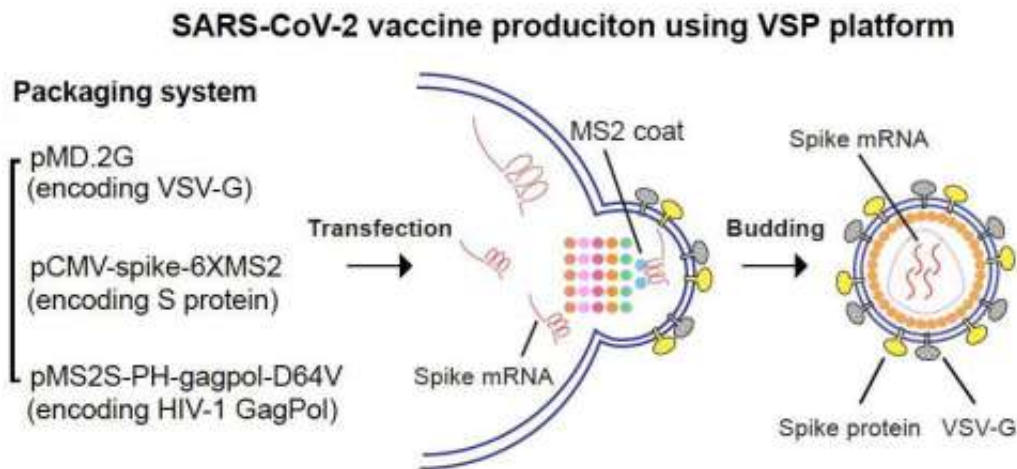 SARS-CoV-2 vaccine produciton using VSP platform
Packaging system
pMD.2G
(encoding VSV-G)
pCMV-spike-6XMS2
(encoding S protein)
pMS2S-PH-gagpol-D64V
(encoding HIV-1 GagPol)
Transfection
MS2 coat
Spike mRNA
Budding
Spike mRNA
Spike protein
VSV-G